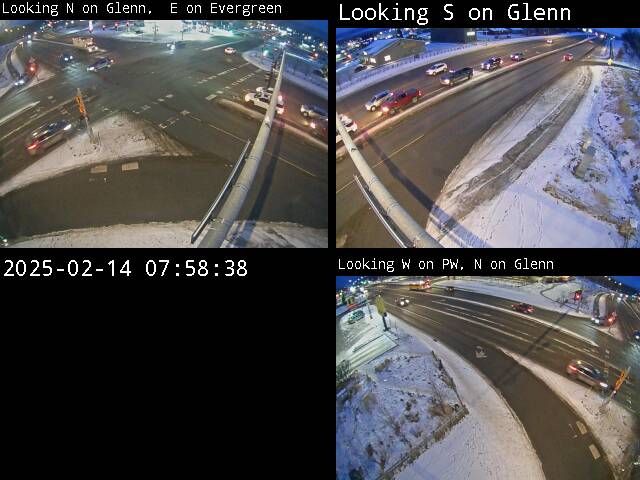 Looking N on Glenn,  E on Evergreen
Looking S on Glenn
2025-02-14 07:58:38
Looking W on PW, N on Glenn